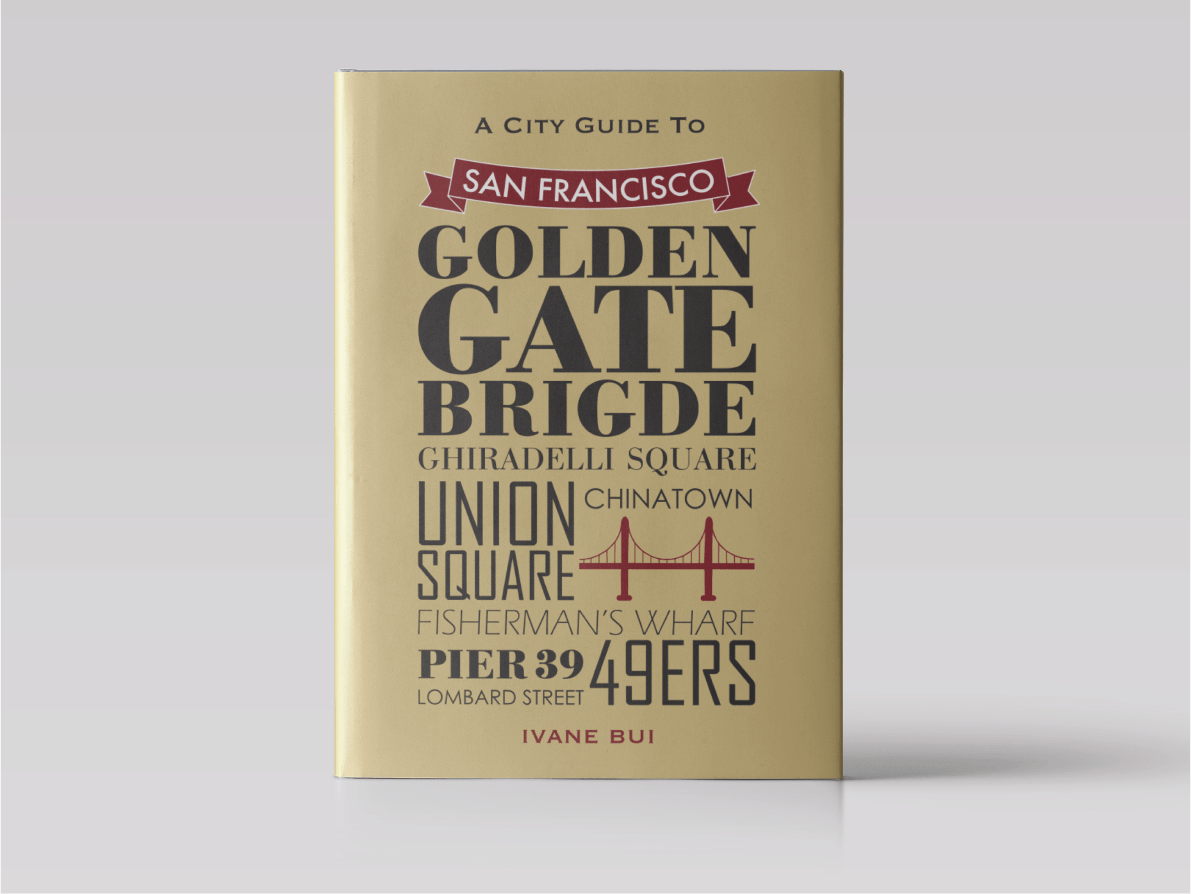 A City Guide To
SAN FRANCISCO
GOLDEN
GATE
BRIGDE
GHIRADELLI SQUARE
UNION
SQUARE
CHINATOWN
FISHERMAN'S WHARF
PIER 39
LOMBARD STREET
49ERS
IVANE BUI